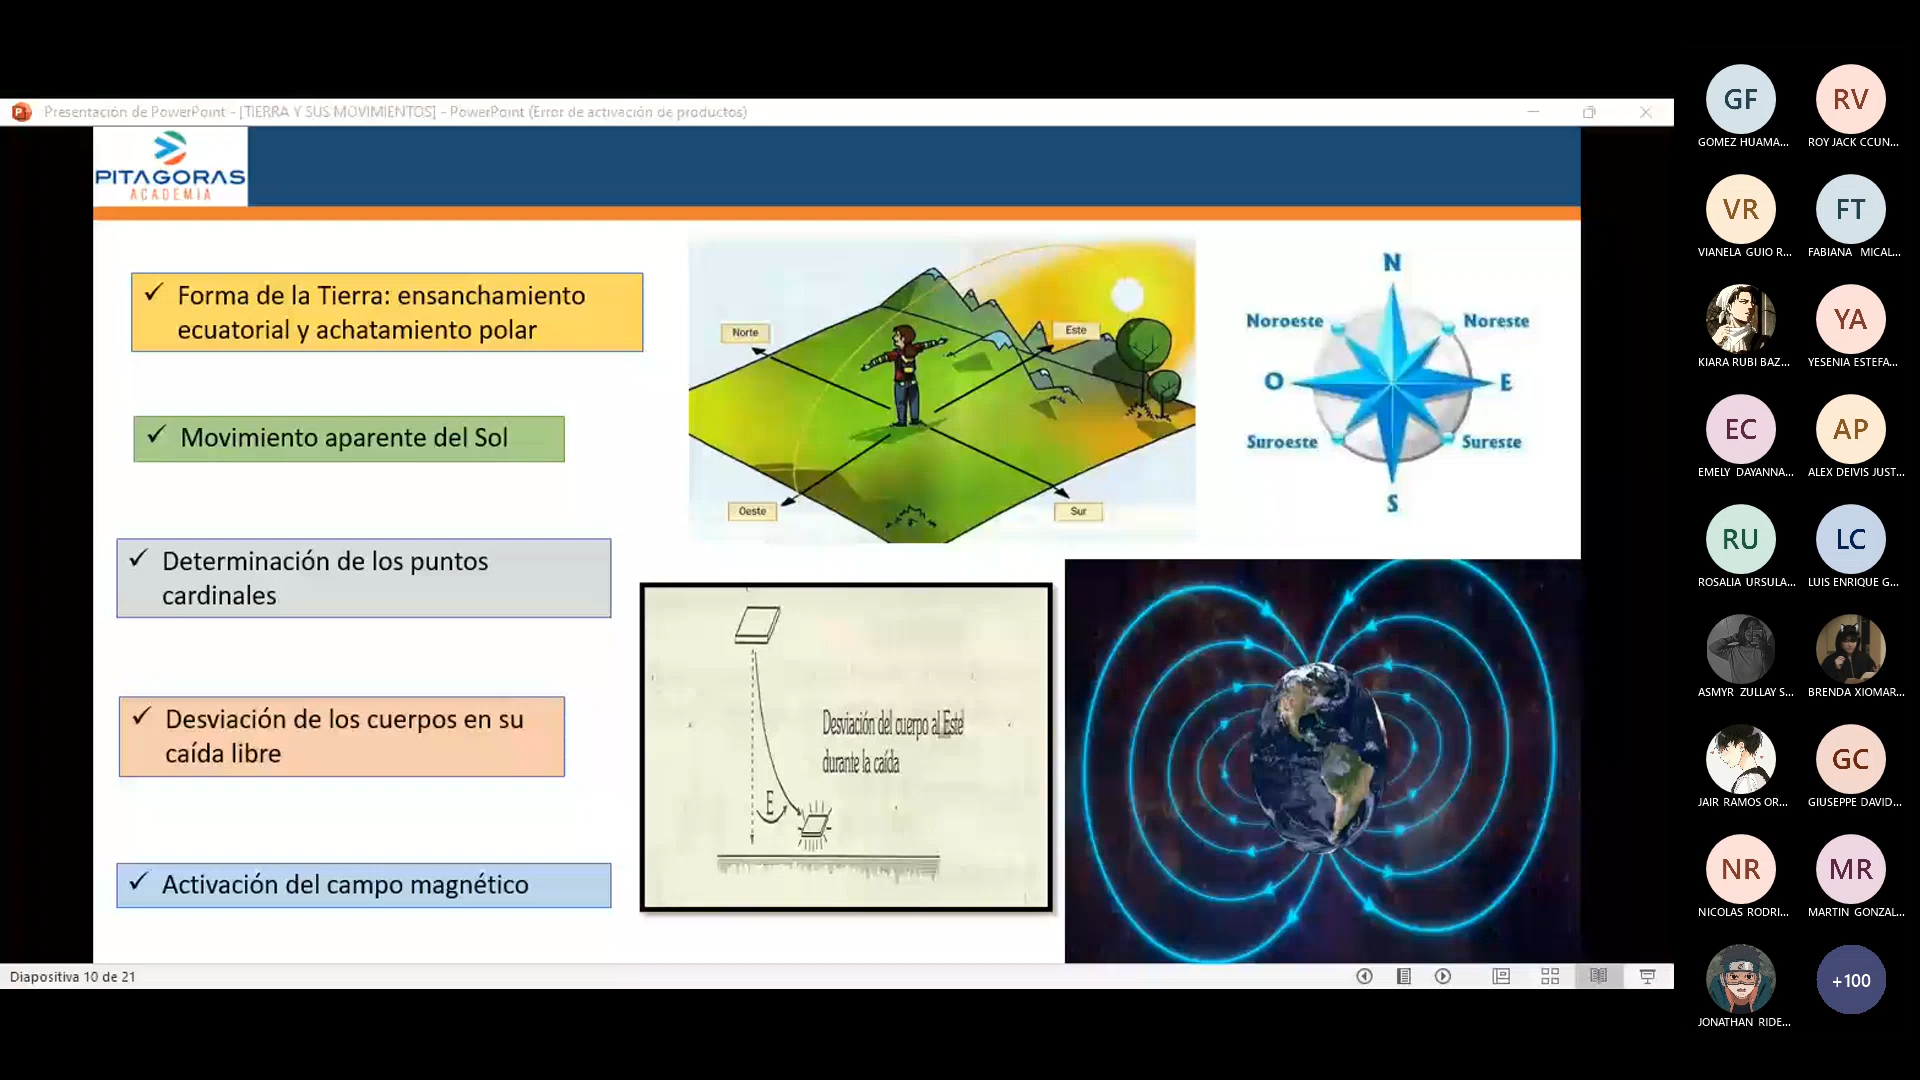 Presentación de PowerPoint - [TIERRA Y SUS MOVIMIENTOS] - PowerPoint (Error de activación de productos)
PITAGORAS
ACADEMIA
✓ Forma de la Tierra: ensanchamiento
ecuatorial y achatamiento polar
✓ Movimiento aparente del Sol
✓ Determinación de los puntos
cardinales
✓ Desviación de los cuerpos en su
caída libre
✓ Activación del campo magnético
Norte
Este
Oeste
Sur
N
Noroeste
Noreste
O
E
Suroeste
Sureste
S
Desviación del cuerpo al Este
durante la caída
E
Diapositiva 10 de 21
GF
GOMEZ HUAMA...
RV
ROY JACK CCUN...
VR
VIANELA GUIO R...
FT
FABIANA MICAL...
KIARA RUBI BAZ...
YA
YESENIA ESTEFA...
EC
EMELY DAYANNA...
AP
ALEX DEIVIS JUST...
RU
ROSALIA URSULA...
LC
LUIS ENRIQUE G...
ASMYR ZULLAY S...
BRENDA XIOMAR...
JAIR RAMOS OR...
GC
GIUSEPPE DAVID...
NR
NICOLAS RODRI...
MR
MARTIN GONZAL...
JONATHAN RIDE...
+100